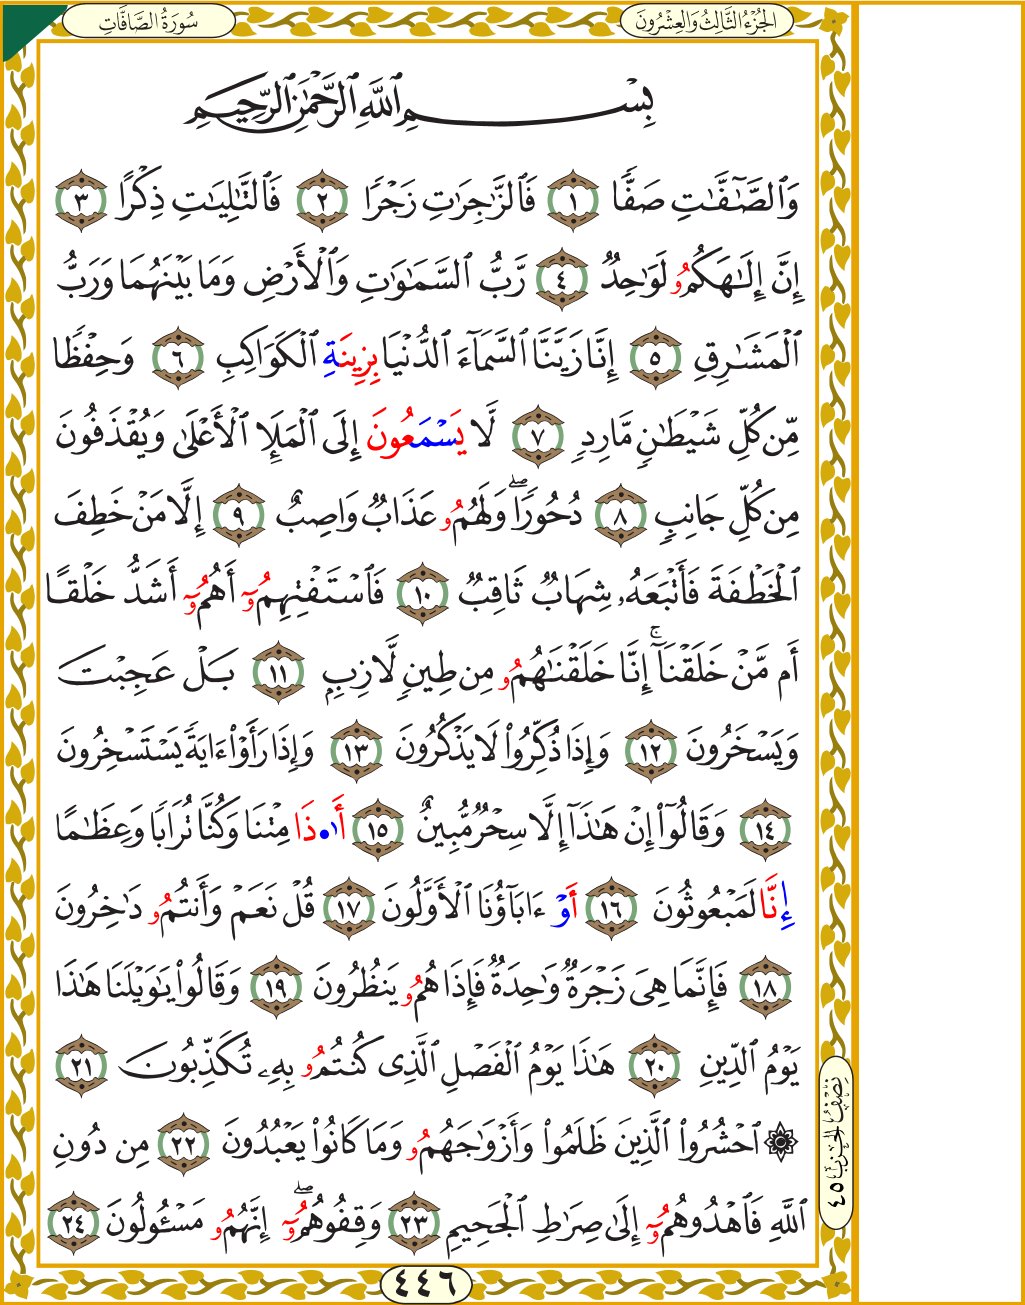 سُورَةُ الصَّافَّاتِ
الجُزْءُ الثَّالِثُ وَالعِشْرُونَ
بِسْمِ ٱللَّهِ ٱلرَّحْمَٰنِ ٱلرَّحِيمِ
وَٱلصَّٰٓفَّٰتِ صَفًّا ١ فَٱلزَّٰجِرَٰتِ زَجْرًا ٢ فَٱلتَّٰلِيَٰتِ ذِكْرًا ٣
إِنَّ إِلَٰهَكُمُۥ لَوَٰحِدٌ ٤ رَّبُّ ٱلسَّمَٰوَٰتِ وَٱلْأَرْضِ وَمَا بَيْنَهُمَا وَرَبُّ
ٱلْمَشَٰرِقِ ٥ إِنَّا زَيَّنَّا ٱلسَّمَآءَ ٱلدُّنْيَا بِزِينَةِ ٱلْكَوَاكِبِ ٦ وَحِفْظًا
مِّن كُلِّ شَيْطَٰنٍ مَّارِدٍ ٧ لَّا يَسْمَعُونَ إِلَى ٱلْمَلَإِ ٱلْأَعْلَىٰ وَيُقْذَفُونَ
مِن كُلِّ جَانِبٍ ٨ دُحُورًا ۖ وَلَهُمُۥ عَذَابٌ وَاصِبٌ ٩ إِلَّا مَنْ خَطِفَ
ٱلْخَطْفَةَ فَأَتْبَعَهُۥ شِهَابٌ ثَاقِبٌ ١٠ فَٱسْتَفْتِهِمُۥٓ أَهُمُۥٓ أَشَدُّ خَلْقًا
أَم مَّنْ خَلَقْنَآ ۚ إِنَّا خَلَقْنَٰهُمُۥ مِن طِينٍ لَّازِبٍ ١١ بَلْ عَجِبْتَ
وَيَسْخَرُونَ ١٢ وَإِذَا ذُكِّرُوا۟ لَا يَذْكُرُونَ ١٣ وَإِذَا رَأَوْا۟ ءَايَةً يَسْتَسْخِرُونَ
١٤ وَقَالُوٓا۟ إِنْ هَٰذَآ إِلَّا سِحْرٌ مُّبِينٌ ١٥ أَٰ۟ذَا مِتْنَا وَكُنَّا تُرَابًا وَعِظَٰمًا
إِنَّا لَمَبْعُوثُونَ ١٦ أَوْ ءَابَآؤُنَا ٱلْأَوَّلُونَ ١٧ قُلْ نَعَمْ وَأَنتُمُۥ دَٰخِرُونَ
١٨ فَإِنَّمَا هِىَ زَجْرَةٌ وَٰحِدَةٌ فَإِذَا هُمُۥ يَنظُرُونَ ١٩ وَقَالُوا۟ يَٰوَيْلَنَا هَٰذَا
يَوْمُ ٱلدِّينِ ٢٠ هَٰذَا يَوْمُ ٱلْفَصْلِ ٱلَّذِى كُنتُمُۥ بِهِۦ تُكَذِّبُونَ ٢١
۞ ٱحْشُرُوا۟ ٱلَّذِينَ ظَلَمُوا۟ وَأَزْوَٰجَهُمُۥ وَمَا كَانُوا۟ يَعْبُدُونَ ٢٢ مِن دُونِ
ٱللَّهِ فَٱهْدُوهُمُۥٓ إِلَىٰ صِرَٰطِ ٱلْجَحِيمِ ٢٣ وَقِفُوهُمُۥٓ ۖ إِنَّهُمُۥ مَسْـُٔولُونَ ٢٤
نِصْفُ الحِزْب ٤٥
٤٤٦